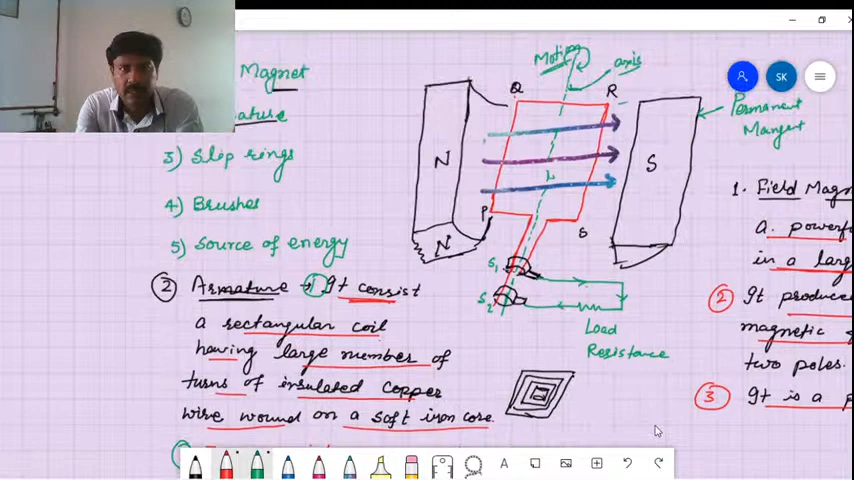 Magnet
ature
3) Slip rings
4) Brushes
5) Source of energy
② Armature → ① It consist
a rectangular coil
having large number of
turns of insulated copper
wire wound on a soft iron core.
Motion
axis
Q
R
N
N
S
P
S
S1
S2
Load
Resistance
Permanent
Mangent
SK
1. Field Magn
a. powerf
in a larg
② It produce
magnetic
two poles.
③ It is a p
A